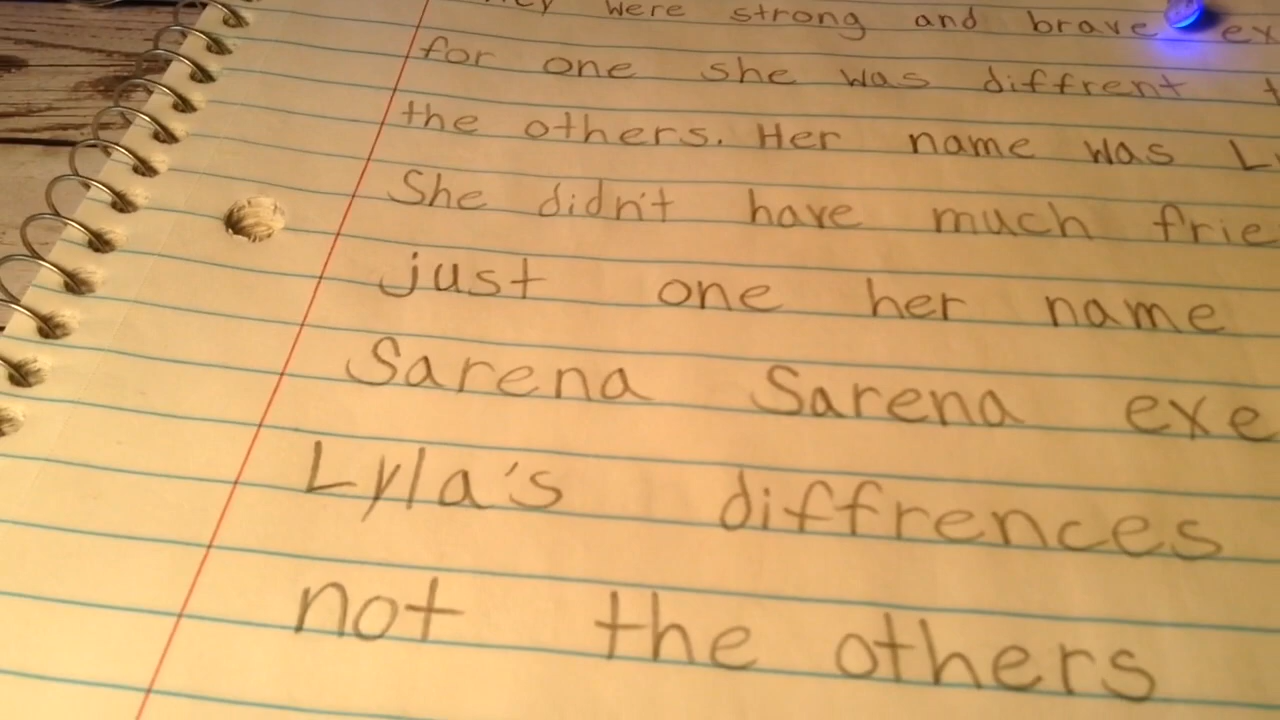 were strong and brave
for one she was diffrent
the others. Her name was
She didn't have much
just one her name
Sarena Sarena
Lyla's diffrences
not the others